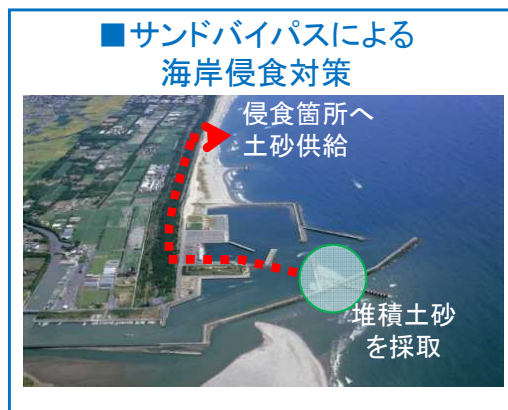 ■サンドバイパスによる
海岸侵食対策
侵食箇所へ
土砂供給
堆積土砂
を採取